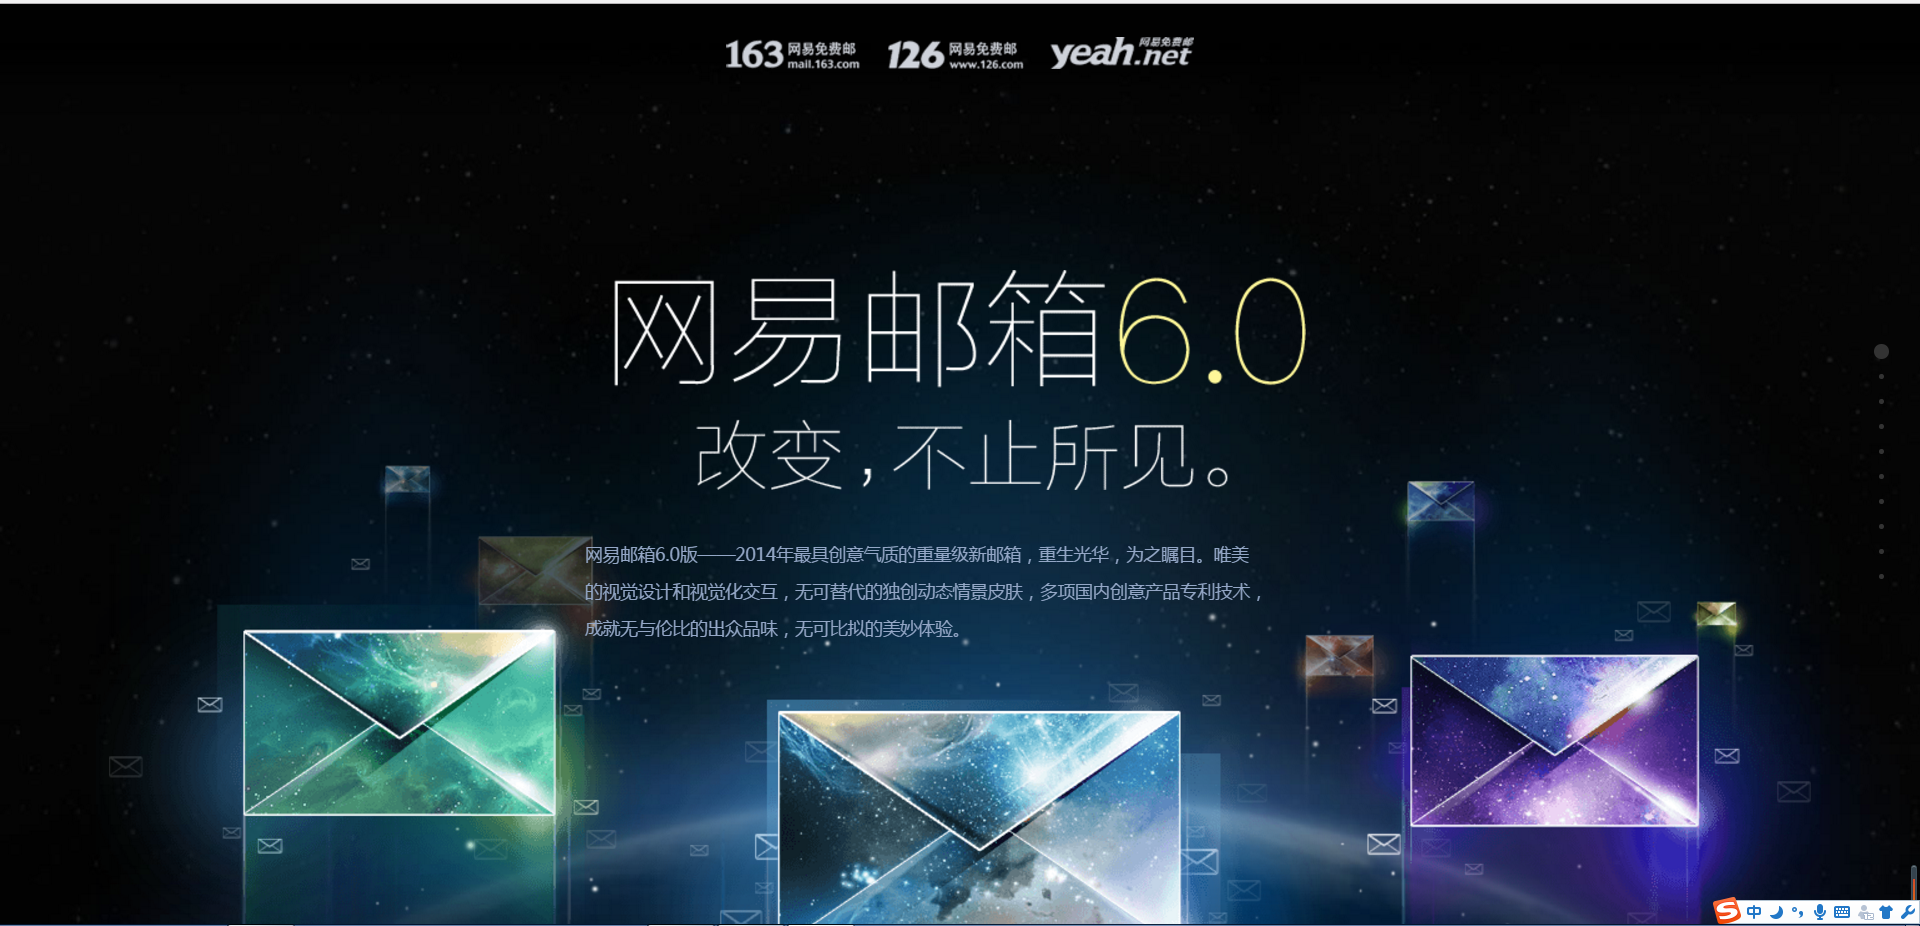 163 网易免费邮
mail.163.com
126 网易免费邮
www.126.com
yeah.net 网易免费邮
网易邮箱6.0
改变,不止所见。
网易邮箱6.0版——2014年最具创意气质的重量级新邮箱，重生光华，为之瞩目。唯美
的视觉设计和视觉化交互，无可替代的独创动态情景皮肤，多项国内创意产品专利技术，
成就无与伦比的出众品味，无可比拟的美妙体验。
S 中